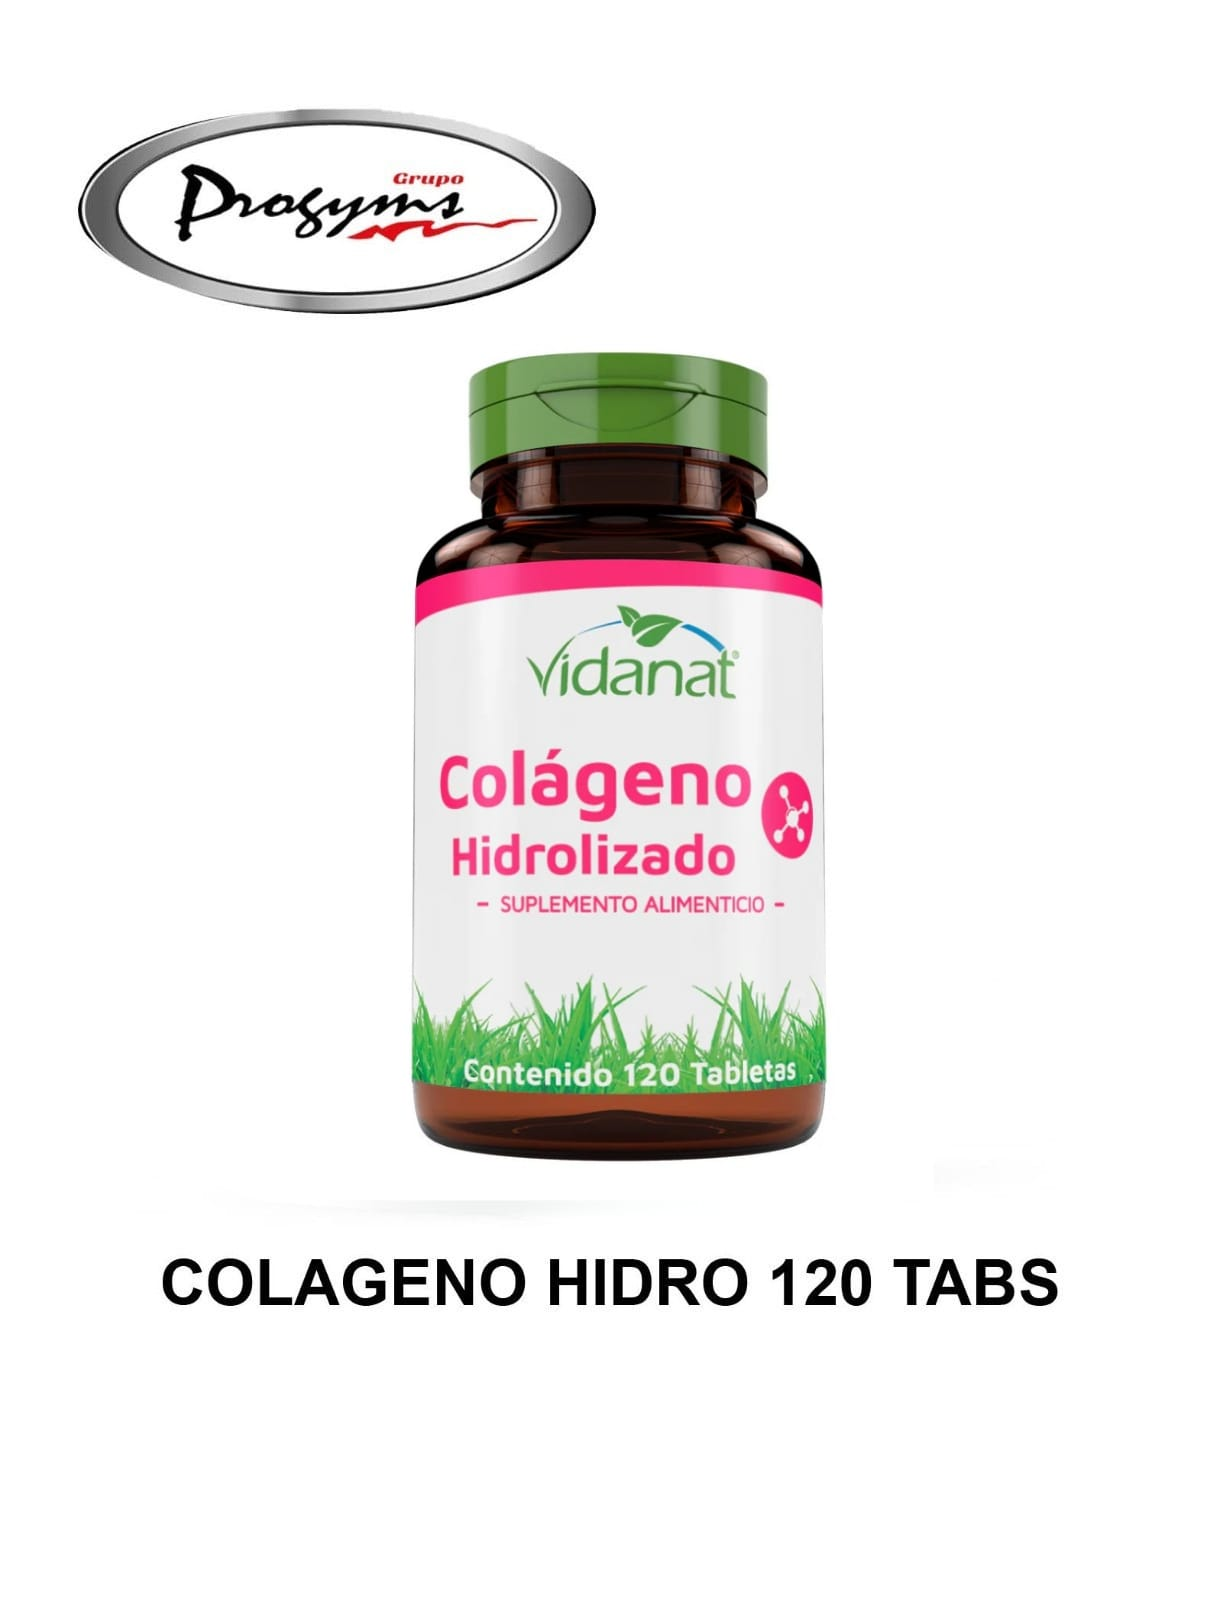 Grupo
Progyms
Vidanat®
Colágeno
Hidrolizado
- SUPLEMENTO ALIMENTICIO -
Contenido 120 Tabletas
COLAGENO HIDRO 120 TABS